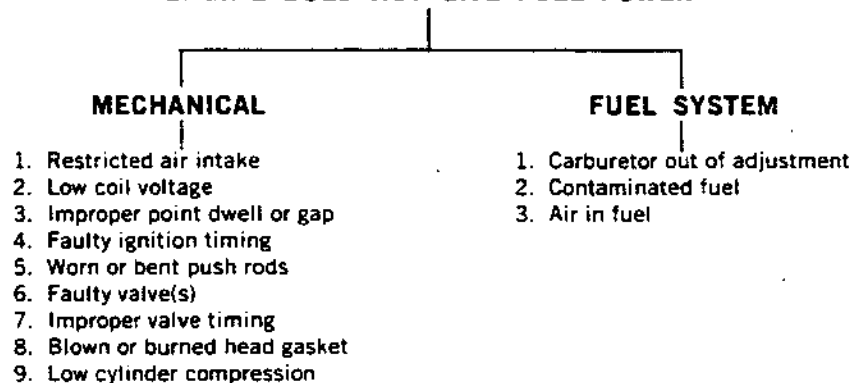 MECHANICAL
1. Restricted air intake
2. Low coil voltage
3. Improper point dwell or gap
4. Faulty ignition timing
5. Worn or bent push rods
6. Faulty valve(s)
7. Improper valve timing
8. Blown or burned head gasket
9. Low cylinder compression
FUEL SYSTEM
1. Carburetor out of adjustment
2. Contaminated fuel
3. Air in fuel